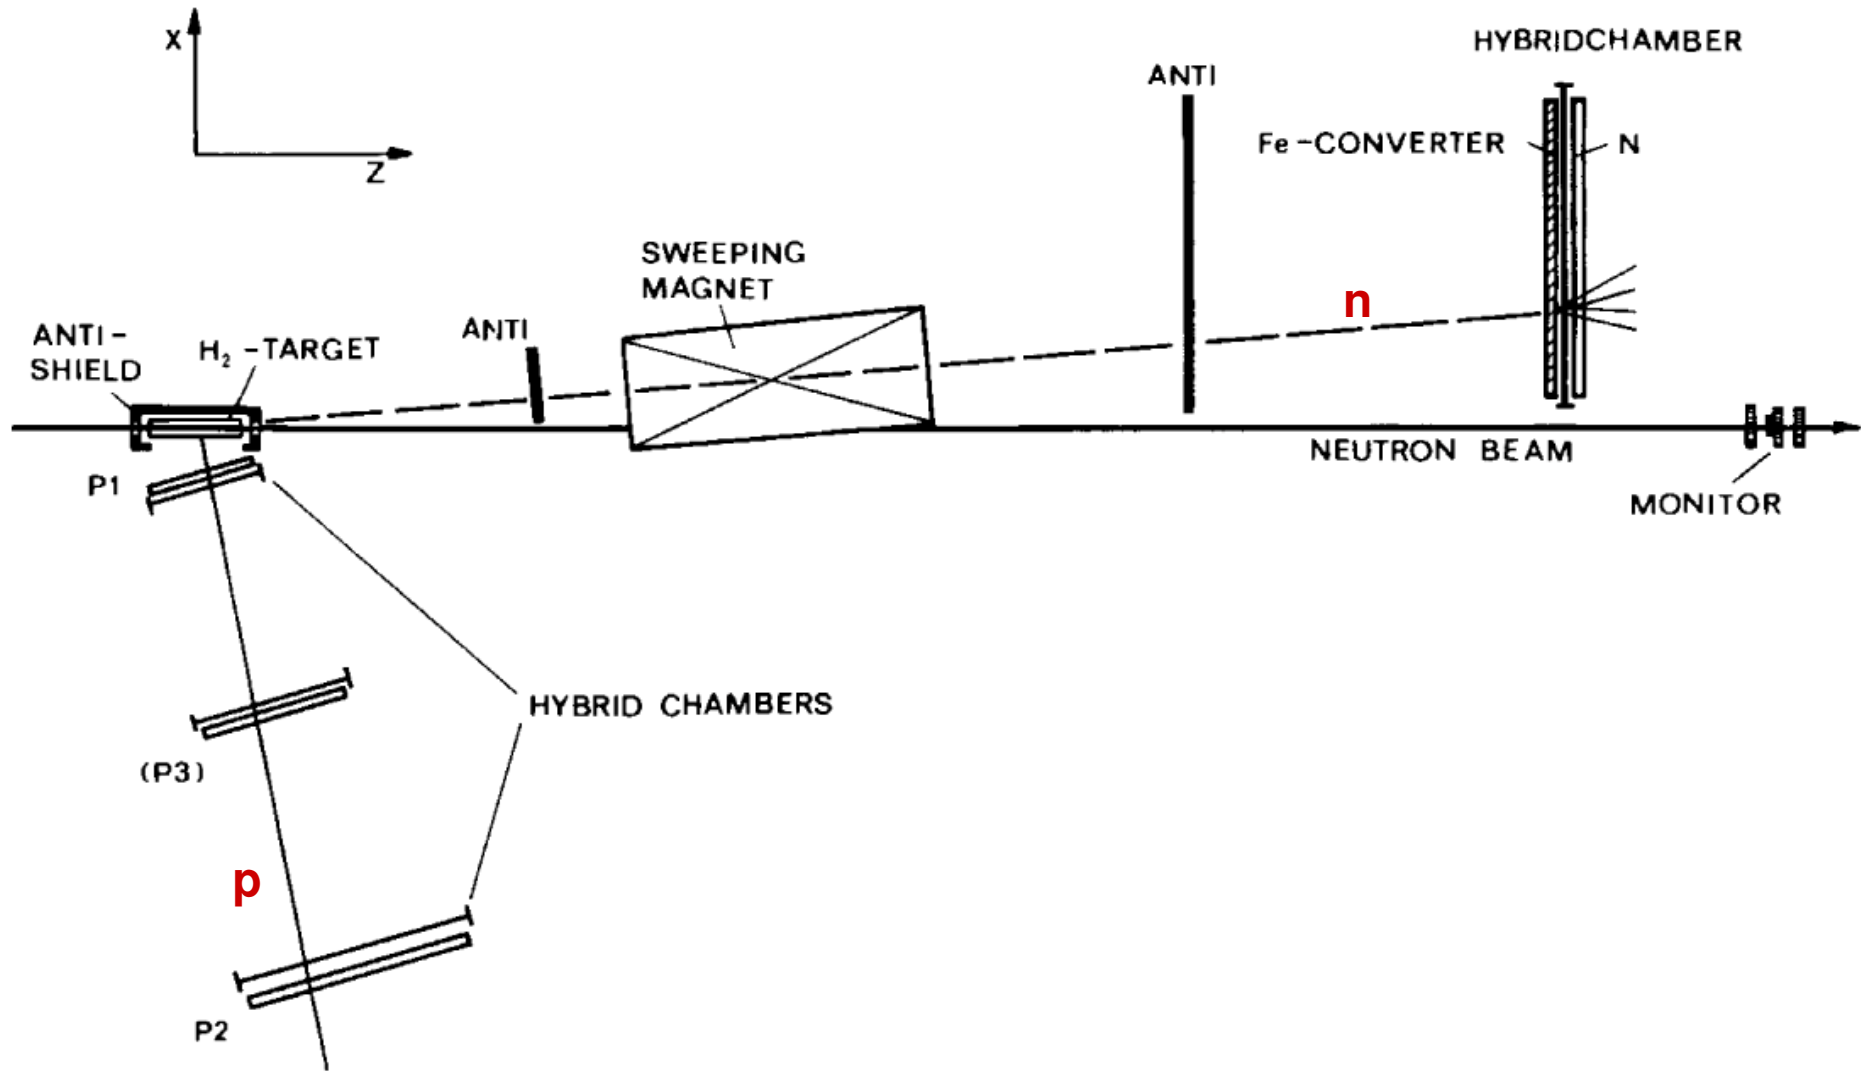 X
Z
HYBRIDCHAMBER
ANTI
Fe-CONVERTER
N
SWEEPING
MAGNET
n
ANTI
ANTI-
SHIELD
H₂-TARGET
NEUTRON BEAM
P1
MONITOR
HYBRID CHAMBERS
(P3)
p
P2